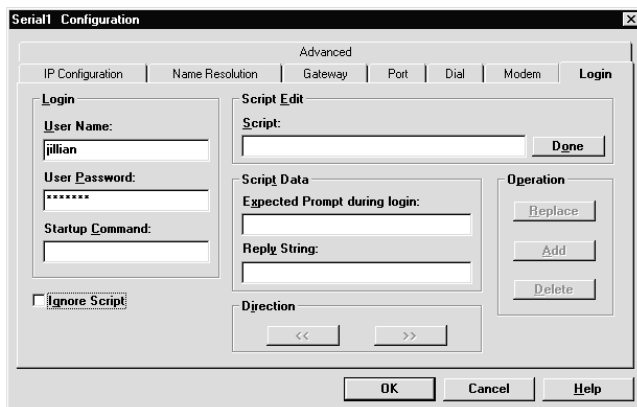 Serial1 Configuration
Advanced
IP Configuration
Name Resolution
Gateway
Port
Dial
Modem
Login
Login
User Name:
jillian
User Password:
*******
Startup Command:
Ignore Script
Script Edit
Script:
Done
Script Data
Expected Prompt during login:
Reply String:
Direction
<<
>>
Operation
Replace
Add
Delete
OK
Cancel
Help